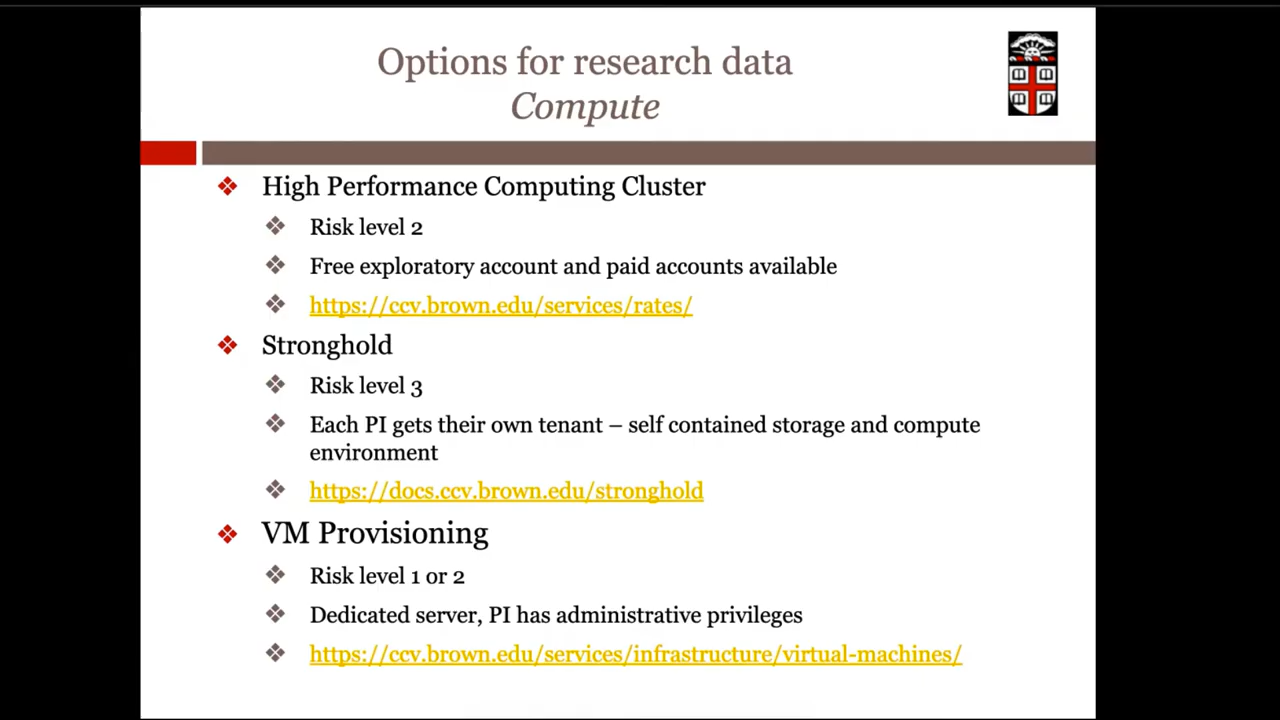 Options for research data
Compute
High Performance Computing Cluster
Risk level 2
Free exploratory account and paid accounts available
https://ccv.brown.edu/services/rates/
Stronghold
Risk level 3
Each PI gets their own tenant – self contained storage and compute
environment
https://docs.ccv.brown.edu/stronghold
VM Provisioning
Risk level 1 or 2
Dedicated server, PI has administrative privileges
https://ccv.brown.edu/services/infrastructure/virtual-machines/